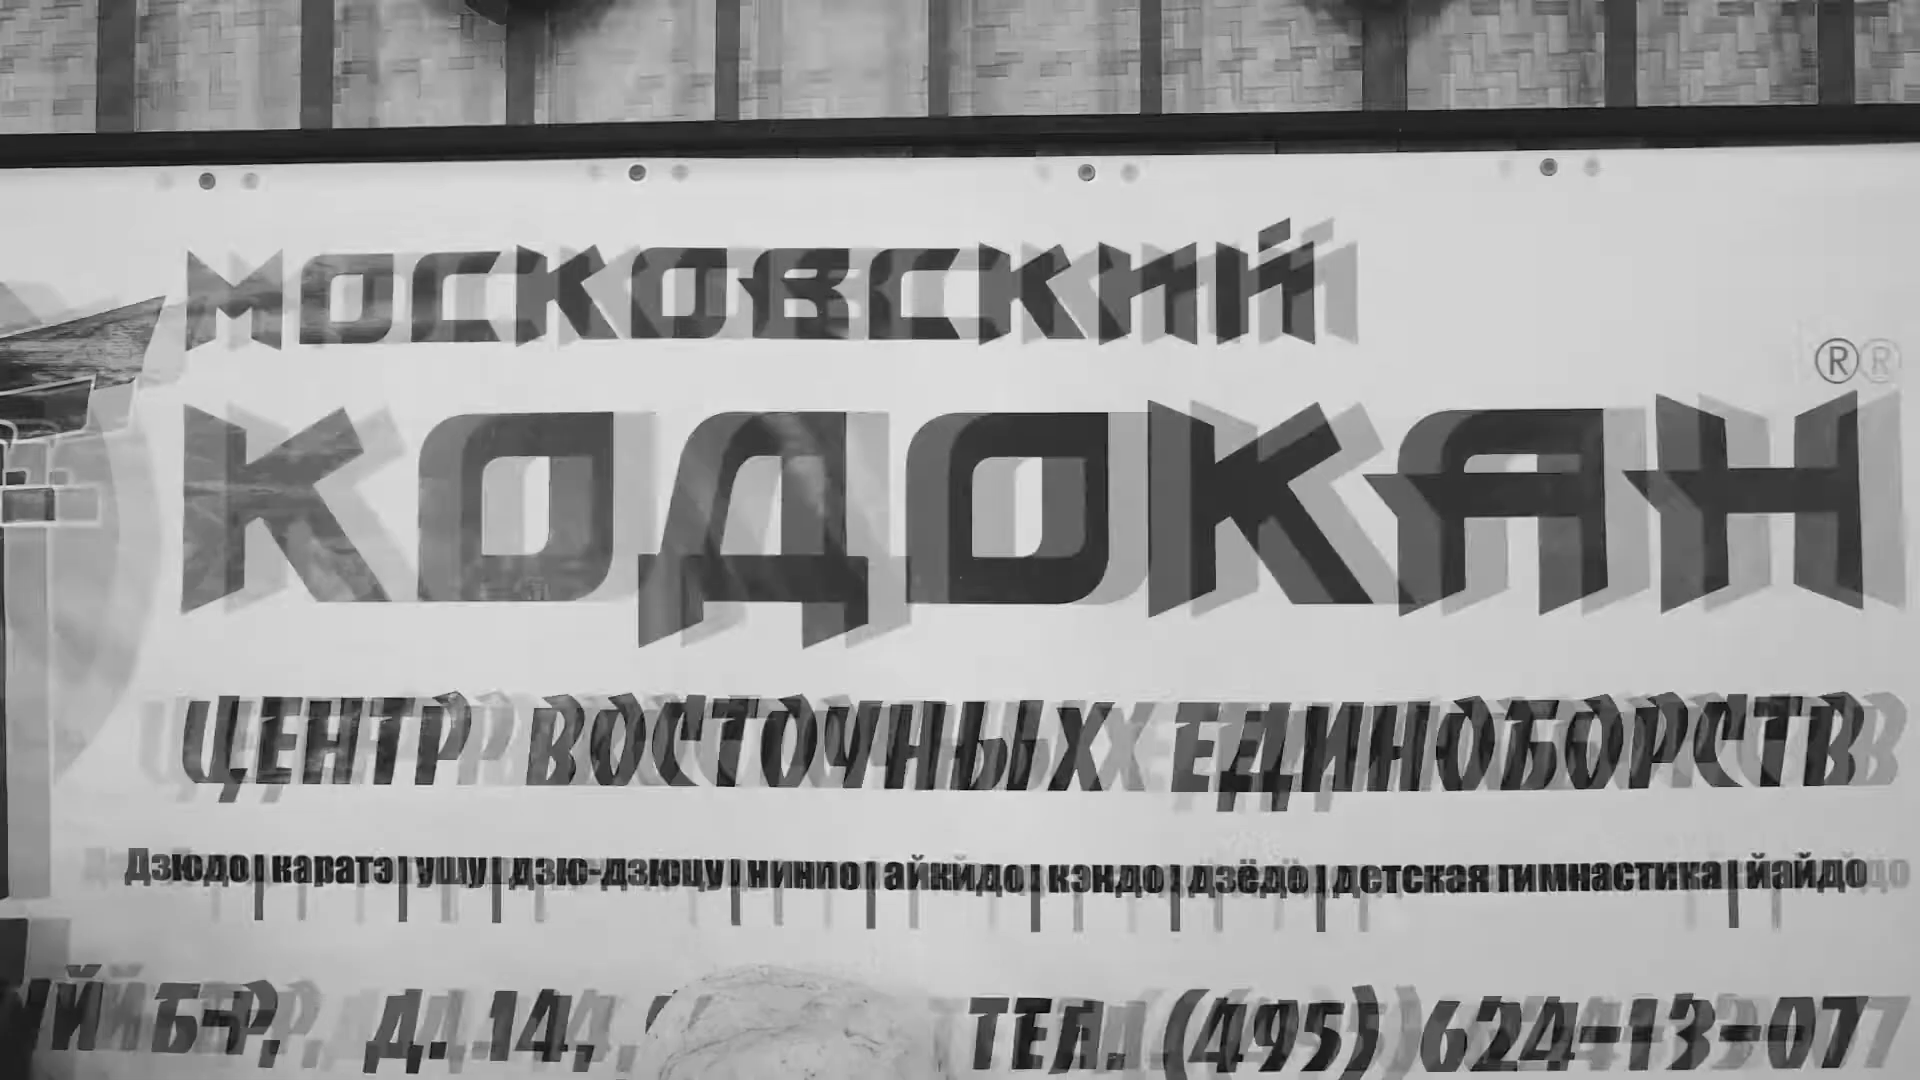 МОСКОВСКИЙ
КОДОКАН ®
ЦЕНТР ВОСТОЧНЫХ ЕДИНОБОРСТВ
Дзюдо | каратэ | ушу | дзю-дзюцу | нинпо | айкидо | кэндо | дзёдо | детская гимнастика | йайдо
Б-Р, Д. 14, ТЕЛ. (495) 624-13-07